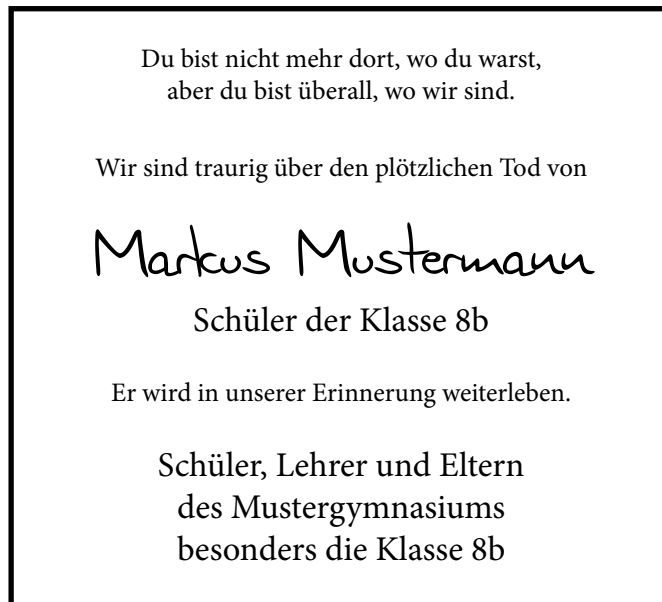 Du bist nicht mehr dort, wo du warst,
aber du bist überall, wo wir sind.
Wir sind traurig über den plötzlichen Tod von
Markus Mustermann
Schüler der Klasse 8b
Er wird in unserer Erinnerung weiterleben.
Schüler, Lehrer und Eltern
des Mustergymnasiums
besonders die Klasse 8b